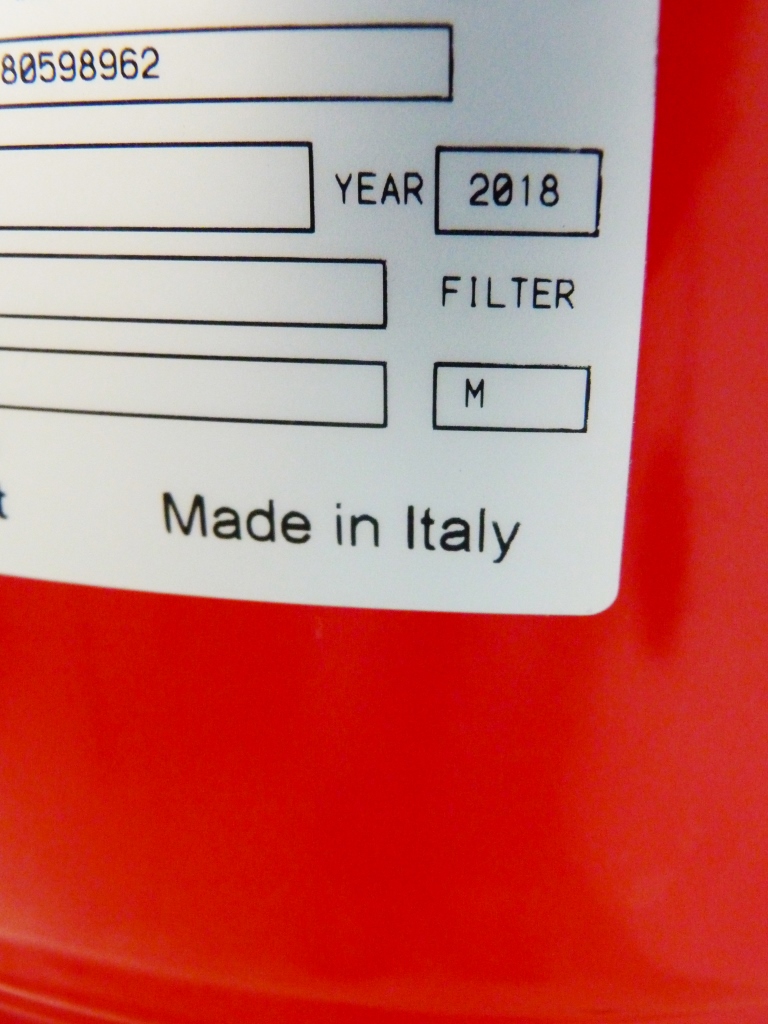 80598962
YEAR 2018
FILTER
M
Made in Italy